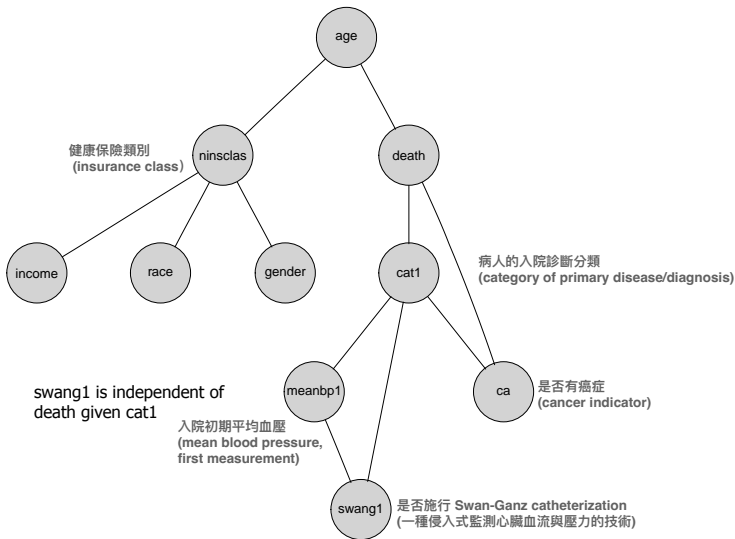 age
健康保險類別
(insurance class)
ninsclas
death
income
race
gender
cat1
病人的入院診斷分類
(category of primary disease/diagnosis)
swang1 is independent of
death given cat1
meanbp1
ca
是否有癌症
(cancer indicator)
入院初期平均血壓
(mean blood pressure,
first measurement)
swang1
是否施行 Swan-Ganz catheterization
(一種侵入式監測心臟血流與壓力的技術)